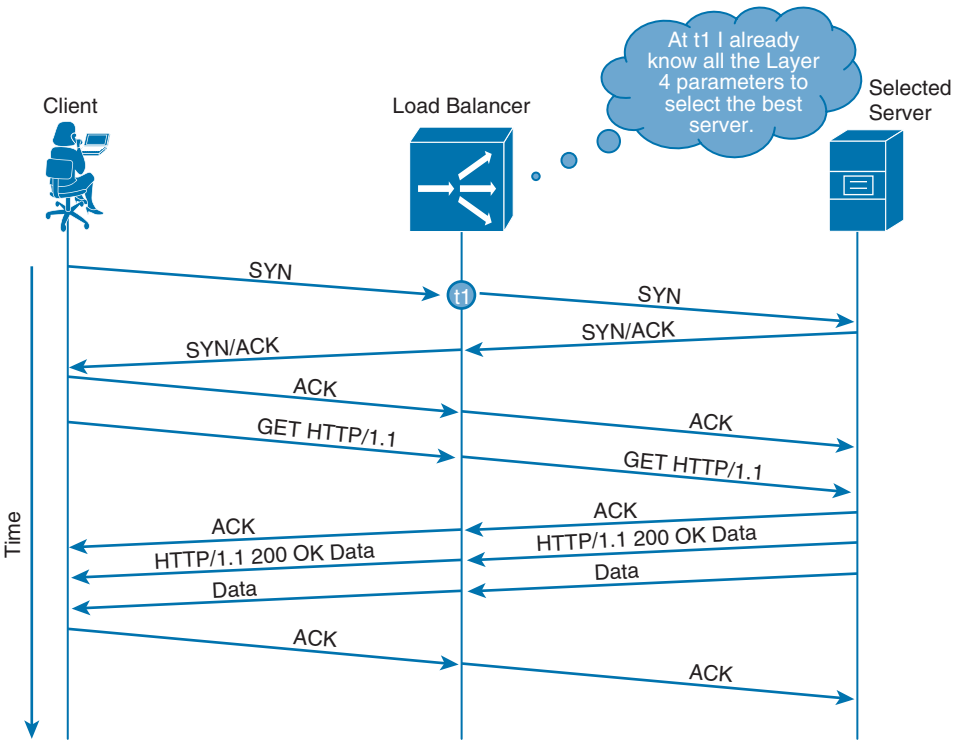 At t1 I already
know all the Layer
4 parameters to
select the best
server.
Client
Load Balancer
Selected
Server
SYN
t1
SYN
SYN/ACK
SYN/ACK
ACK
ACK
GET HTTP/1.1
GET HTTP/1.1
ACK
ACK
HTTP/1.1 200 OK Data
HTTP/1.1 200 OK Data
Data
Data
ACK
ACK
Time